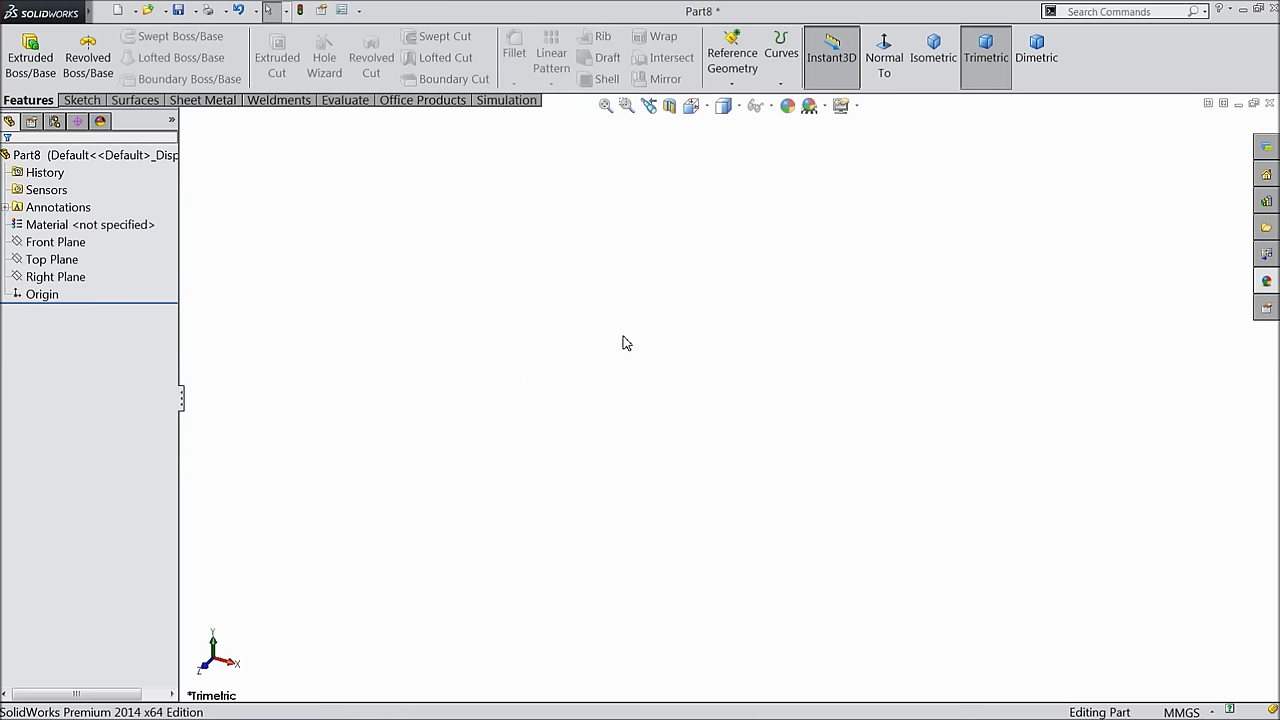 SOLIDWORKS
Part8 *
Search Commands
?
Extruded Boss/Base
Revolved Boss/Base
Swept Boss/Base
Lofted Boss/Base
Boundary Boss/Base
Extruded Cut
Hole Wizard
Revolved Cut
Swept Cut
Lofted Cut
Boundary Cut
Fillet
Linear Pattern
Rib
Draft
Shell
Wrap
Intersect
Mirror
Reference Geometry
Curves
Instant3D
Normal To
Isometric
Trimetric
Dimetric
Features Sketch Surfaces Sheet Metal Weldments Evaluate Office Products Simulation
»
Part8 (Default<<Default>_Disp
History
Sensors
Annotations
Material <not specified>
Front Plane
Top Plane
Right Plane
Origin
Y
X
Z
*Trimetric
SolidWorks Premium 2014 x64 Edition
Editing Part
MMGS